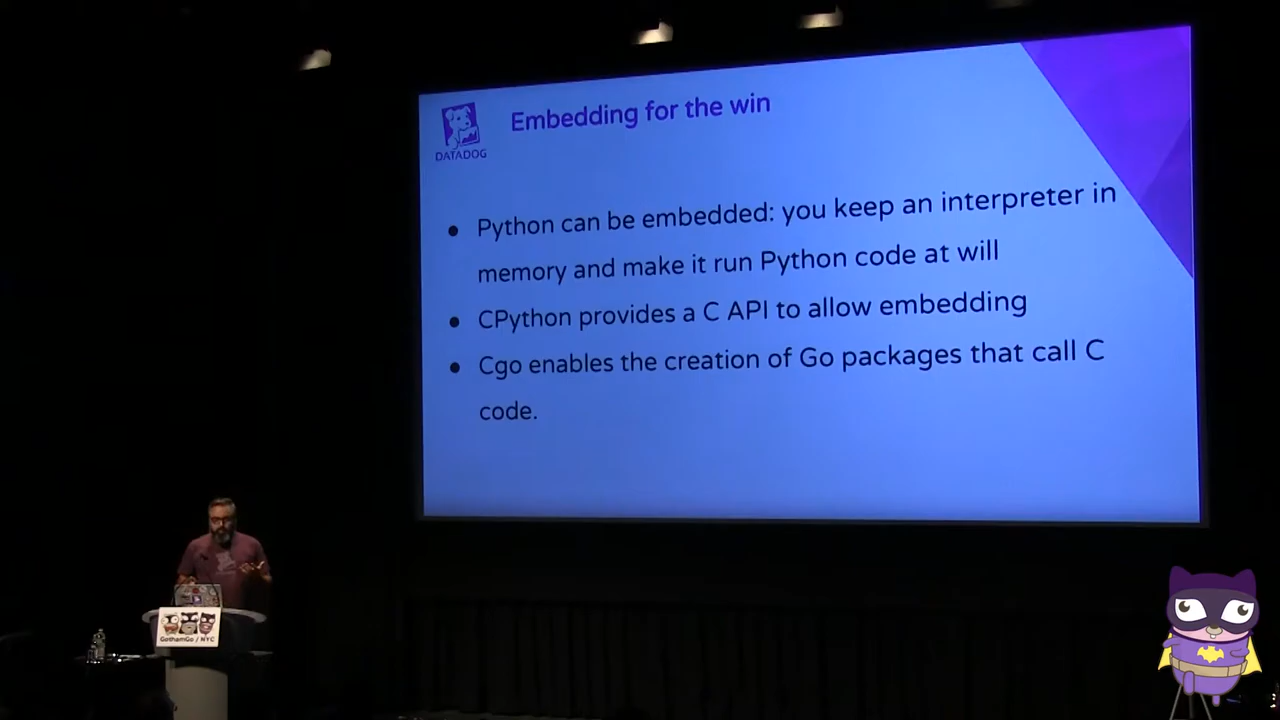 Embedding for the win
DATADOG
● Python can be embedded: you keep an interpreter in
memory and make it run Python code at will
● CPython provides a C API to allow embedding
● Cgo enables the creation of Go packages that call C
code.
GothamGo / NYC